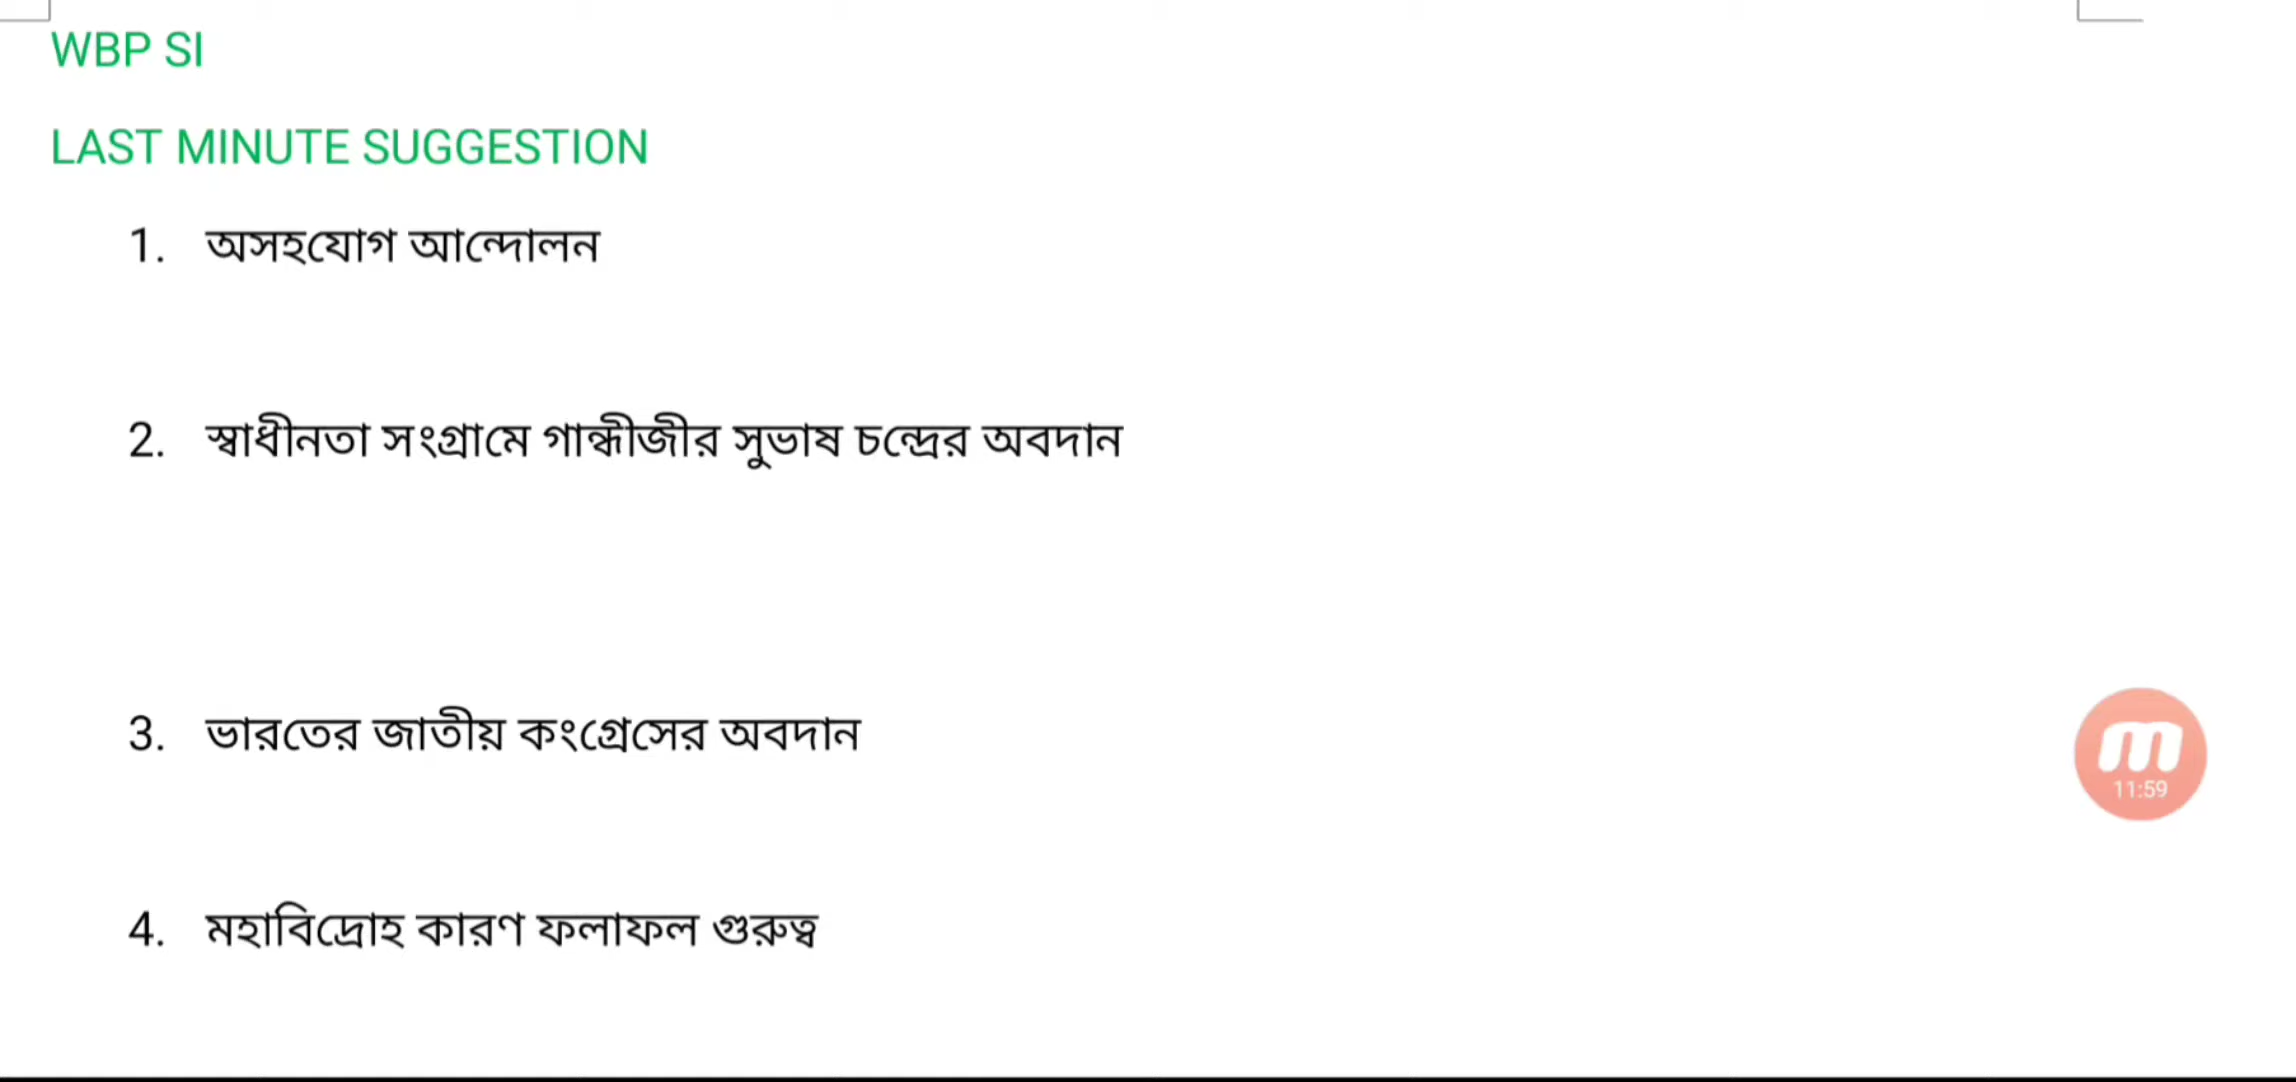 WBP SI
LAST MINUTE SUGGESTION
1. অসহযোগ আন্দোলন
2. স্বাধীনতা সংগ্রামে গান্ধীজীর সুভাষ চন্দ্রের অবদান
3. ভারতের জাতীয় কংগ্রেসের অবদান
m
11:59
4. মহাবিদ্রোহ কারণ ফলাফল গুরুত্ব